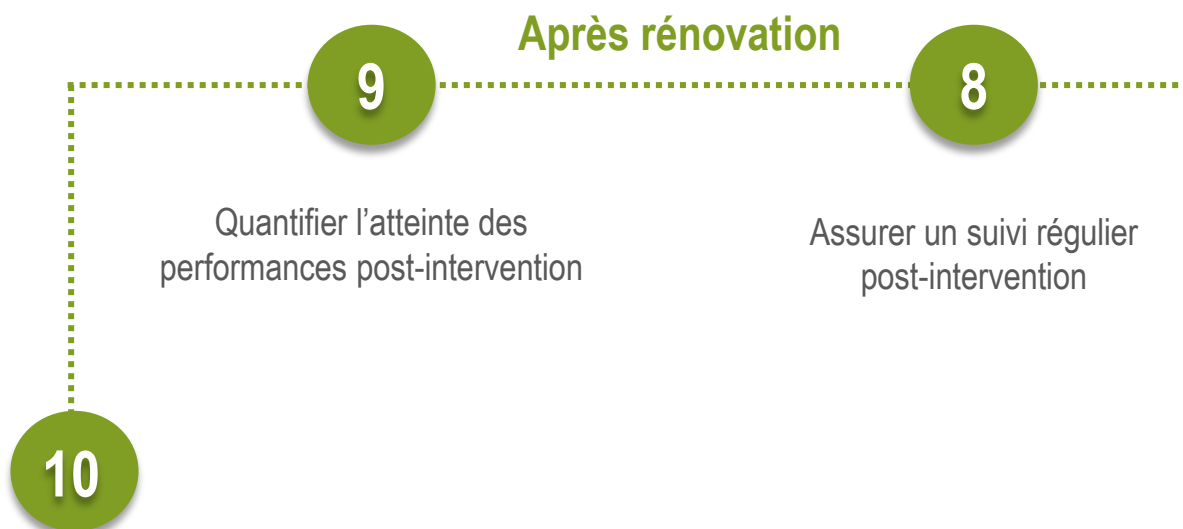 Après rénovation
9
8
Quantifier l’atteinte des
performances post-intervention
Assurer un suivi régulier
post-intervention
10